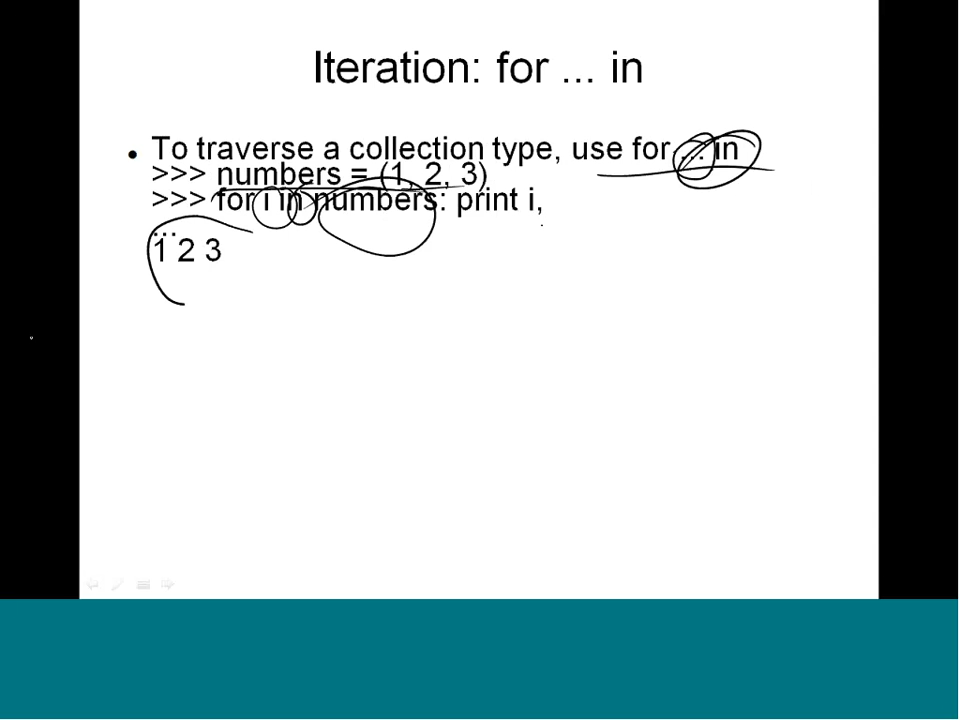 Iteration: for ... in
• To traverse a collection type, use for ... in
>>> numbers = (1, 2, 3)
>>> for i in numbers: print i,
...
1 2 3